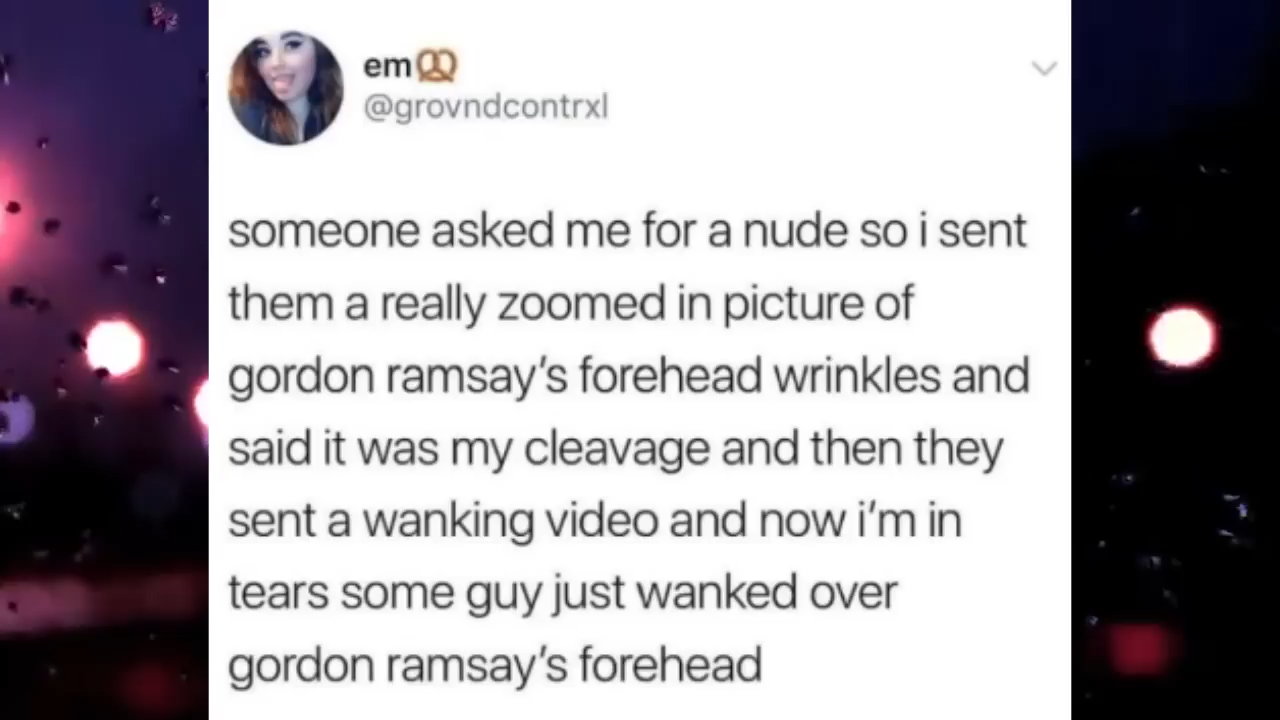 em🥨
@grovndcontrxl
someone asked me for a nude so i sent
them a really zoomed in picture of
gordon ramsay’s forehead wrinkles and
said it was my cleavage and then they
sent a wanking video and now i’m in
tears some guy just wanked over
gordon ramsay’s forehead